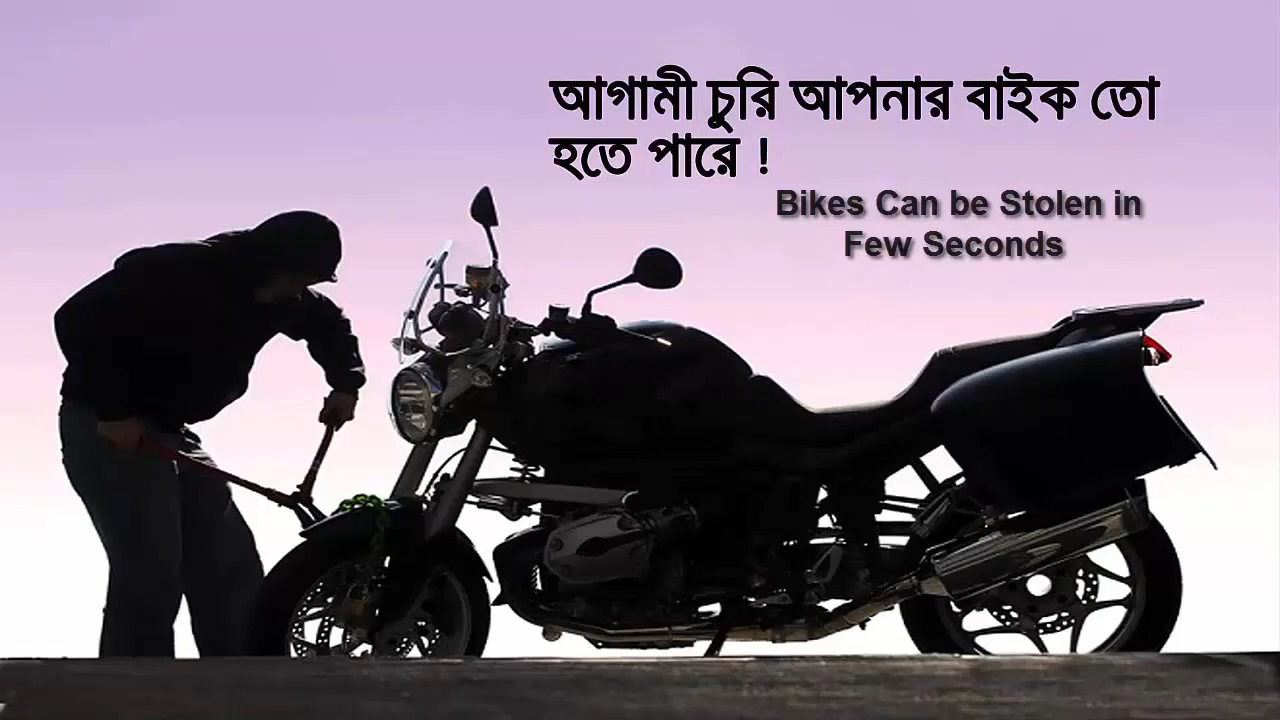 আগামী চুরি আপনার বাইক তো
হতে পারে !
Bikes Can be Stolen in
Few Seconds